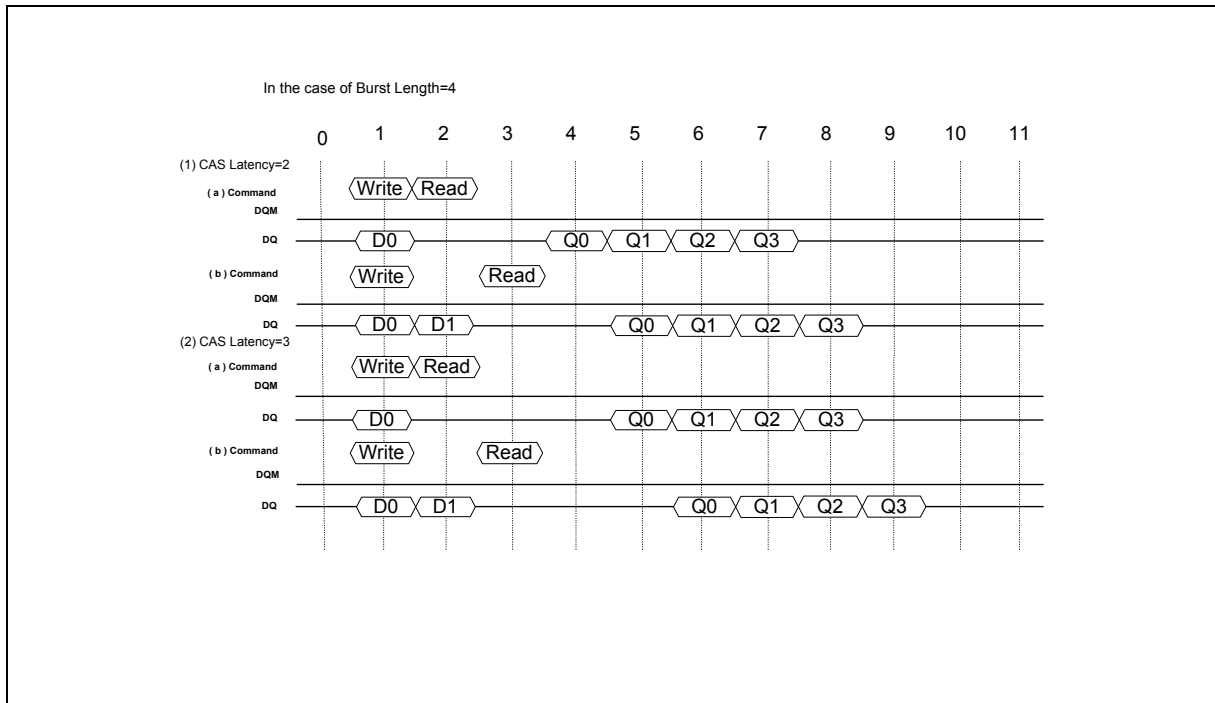 In the case of Burst Length=4
0 1 2 3 4 5 6 7 8 9 10 11
(1) CAS Latency=2
( a ) Command Write Read
DQM
DQ D0 Q0 Q1 Q2 Q3
( b ) Command Write Read
DQM
DQ D0 D1 Q0 Q1 Q2 Q3
(2) CAS Latency=3
( a ) Command Write Read
DQM
DQ D0 Q0 Q1 Q2 Q3
( b ) Command Write Read
DQM
DQ D0 D1 Q0 Q1 Q2 Q3